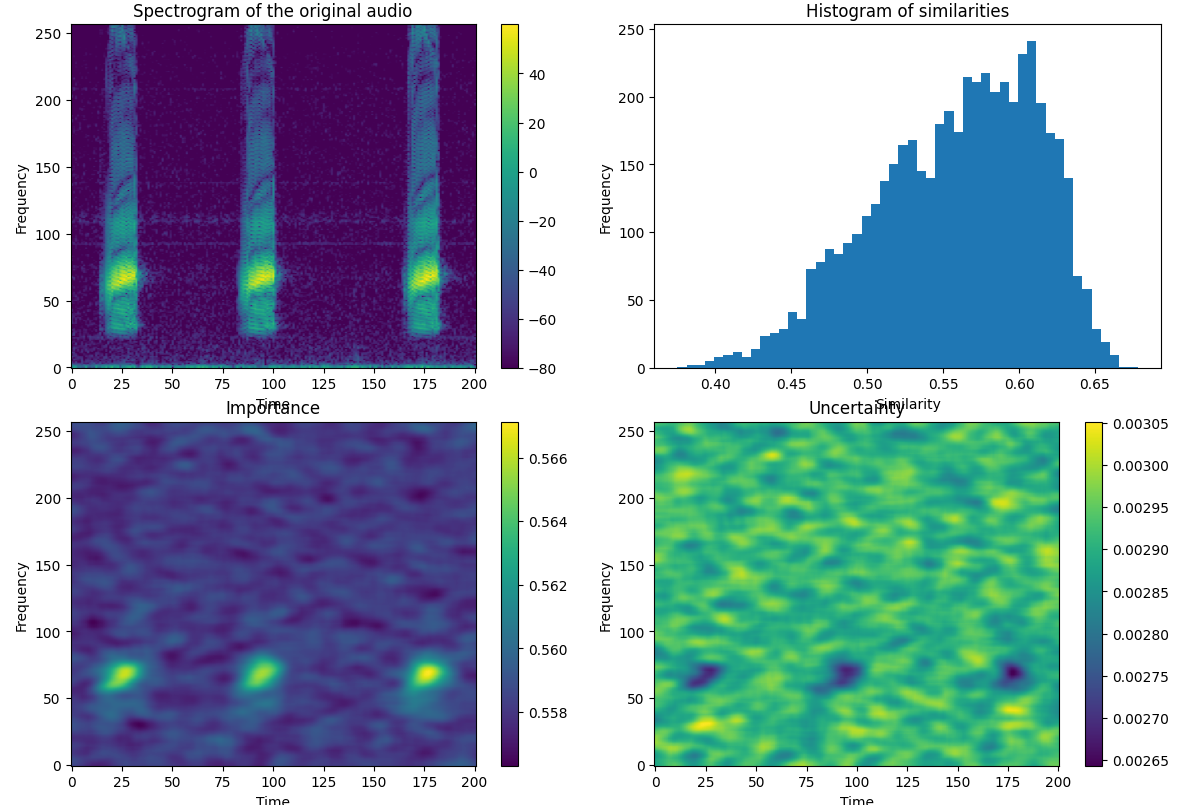 Spectrogram of the original audio
250
200
150
100
50
0
Frequency
0 25 50 75 100 125 150 175 200
Time
40
20
0
−20
−40
−60
−80
Histogram of similarities
250
200
150
100
50
0
Frequency
0.40 0.45 0.50 0.55 0.60 0.65
Similarity
Importance
250
200
150
100
50
0
Frequency
0 25 50 75 100 125 150 175 200
Time
0.566
0.564
0.562
0.560
0.558
Uncertainty
250
200
150
100
50
0
Frequency
0 25 50 75 100 125 150 175 200
Time
0.00305
0.00300
0.00295
0.00290
0.00285
0.00280
0.00275
0.00270
0.00265